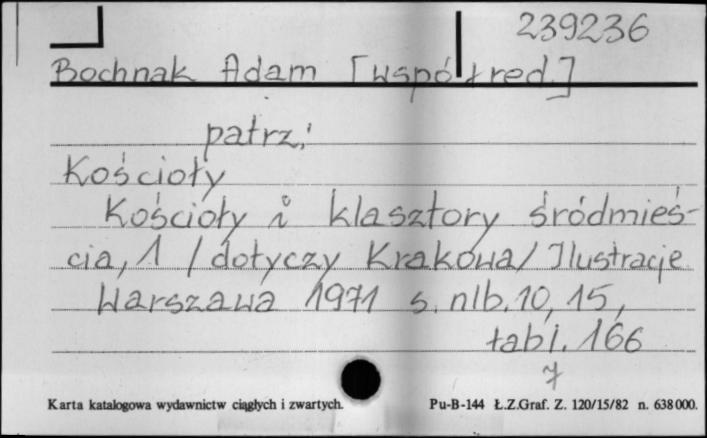 239236
Bochnak Adam [współred.]
patrz:
Kościoły
Kościoły i klasztory śródmieś-
cia, 1 /dotyczy Krakowa/ Ilustracje
Warszawa 1971 s. nlb. 10, 15,
tabl. 166
7
Karta katalogowa wydawnictw ciągłych i zwartych.
Pu-B-144 Ł.Z.Graf. Z. 120/15/82 n. 638000.